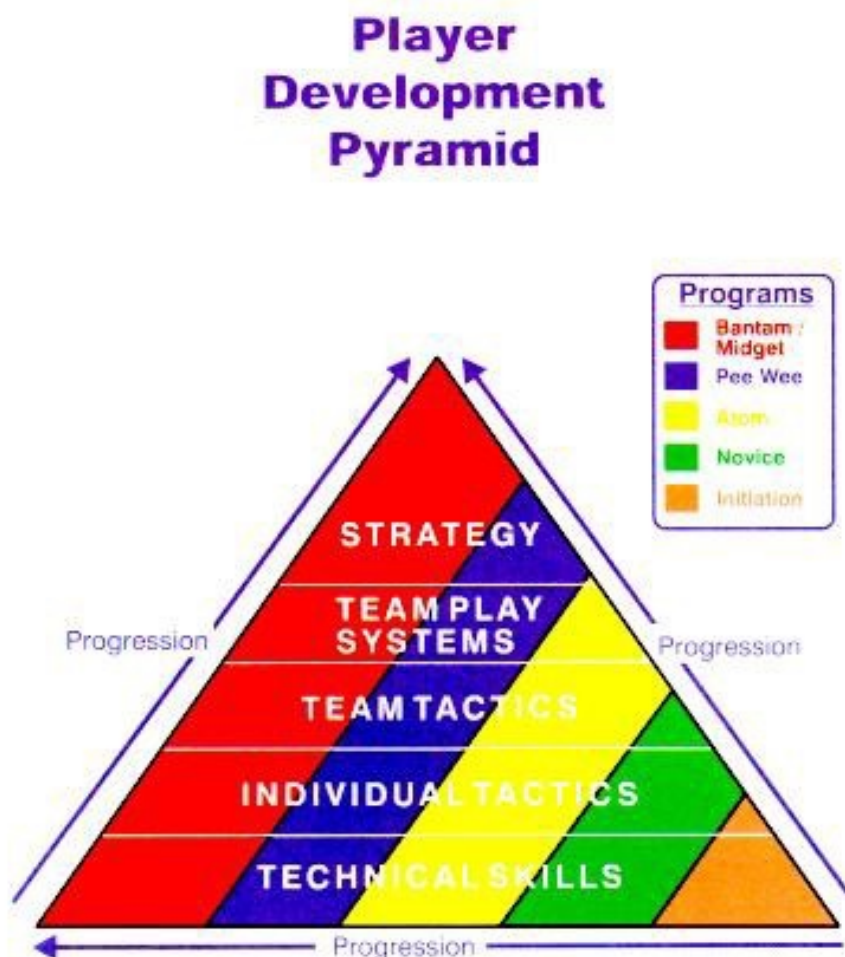 Player
Development
Pyramid
Programs
Bantam /
Midget
Pee Wee
Atom
Novice
Initiation
STRATEGY
TEAM PLAY
SYSTEMS
Progression
Progression
TEAM TACTICS
INDIVIDUAL TACTICS
TECHNICAL SKILLS
Progression